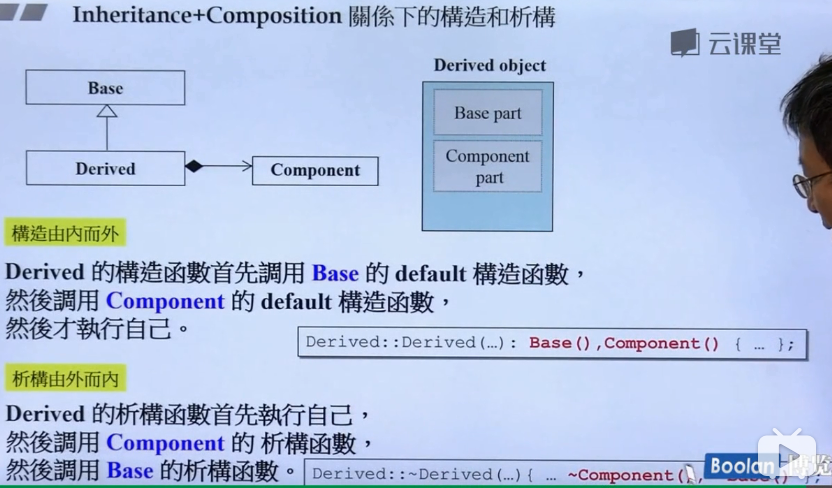 Inheritance+Composition 關係下的構造和析構
云课堂
Derived object
Base
Base part
Component
part
Derived
Component
構造由內而外
Derived 的構造函數首先調用 Base 的 default 構造函數，
然後調用 Component 的 default 構造函數，
然後才執行自己。
Derived::Derived(…): Base(),Component() { … };
析構由外而內
Derived 的析構函數首先執行自己，
然後調用 Component 的 析構函數，
然後調用 Base 的析構函數。
Derived::~Derived(…){ … ~Component(),
Boolan 博览